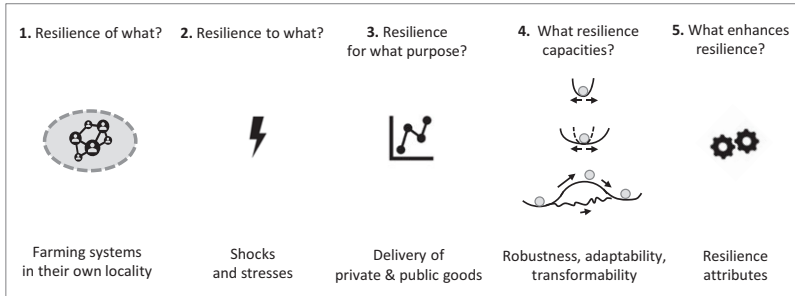 1. Resilience of what?
2. Resilience to what?
3. Resilience
for what purpose?
4. What resilience
capacities?
5. What enhances
resilience?
Farming systems
in their own locality
Shocks
and stresses
Delivery of
private & public goods
Robustness, adaptability,
transformability
Resilience
attributes